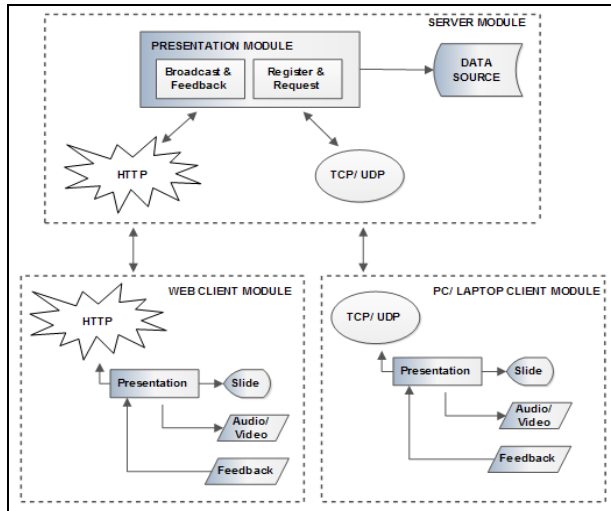 SERVER MODULE
PRESENTATION MODULE
Broadcast &
Feedback
Register &
Request
DATA
SOURCE
HTTP
TCP/ UDP
WEB CLIENT MODULE
HTTP
Presentation
Slide
Audio/
Video
Feedback
PC/ LAPTOP CLIENT MODULE
TCP/ UDP
Presentation
Slide
Audio/
Video
Feedback